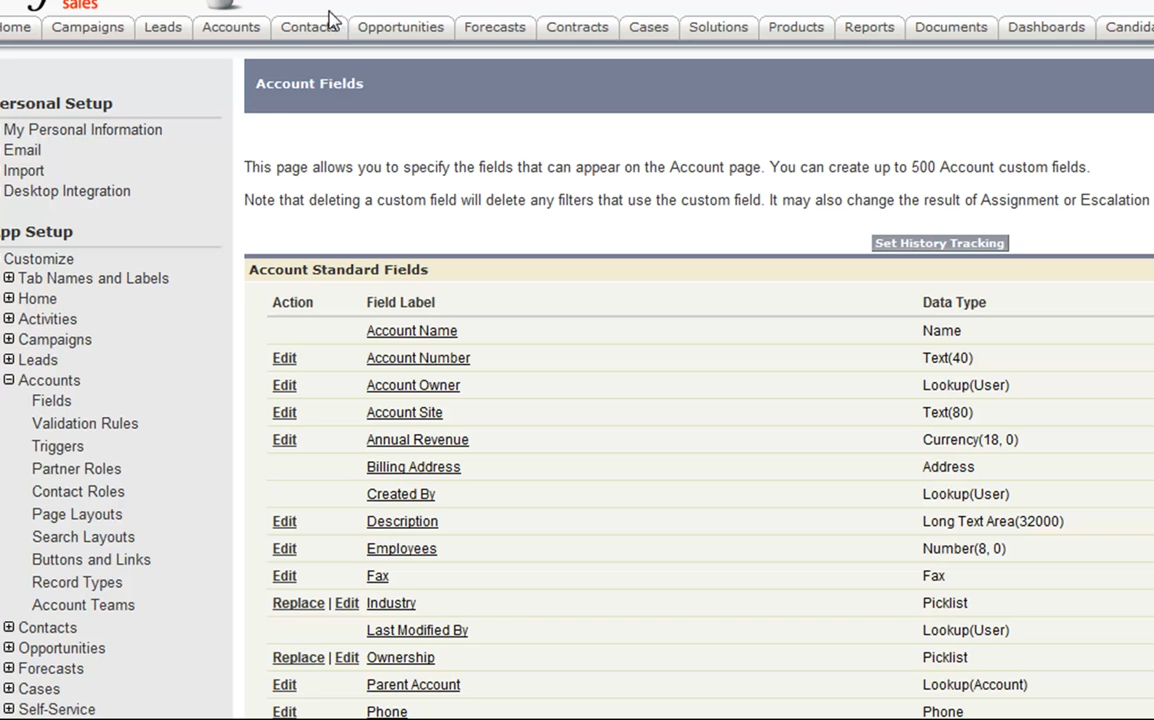 sales
Home Campaigns Leads Accounts Contacts Opportunities Forecasts Contracts Cases Solutions Products Reports Documents Dashboards Candida
ersonal Setup
My Personal Information
Email
Import
Desktop Integration
pp Setup
Customize
Tab Names and Labels
Home
Activities
Campaigns
Leads
Accounts
Fields
Validation Rules
Triggers
Partner Roles
Contact Roles
Page Layouts
Search Layouts
Buttons and Links
Record Types
Account Teams
Contacts
Opportunities
Forecasts
Cases
Self-Service
Account Fields
This page allows you to specify the fields that can appear on the Account page. You can create up to 500 Account custom fields.
Note that deleting a custom field will delete any filters that use the custom field. It may also change the result of Assignment or Escalation
Set History Tracking
Account Standard Fields
Action Field Label Data Type
Account Name Name
Edit Account Number Text(40)
Edit Account Owner Lookup(User)
Edit Account Site Text(80)
Edit Annual Revenue Currency(18, 0)
Billing Address Address
Created By Lookup(User)
Edit Description Long Text Area(32000)
Edit Employees Number(8, 0)
Edit Fax Fax
Replace | Edit Industry Picklist
Last Modified By Lookup(User)
Replace | Edit Ownership Picklist
Edit Parent Account Lookup(Account)
Edit Phone Phone